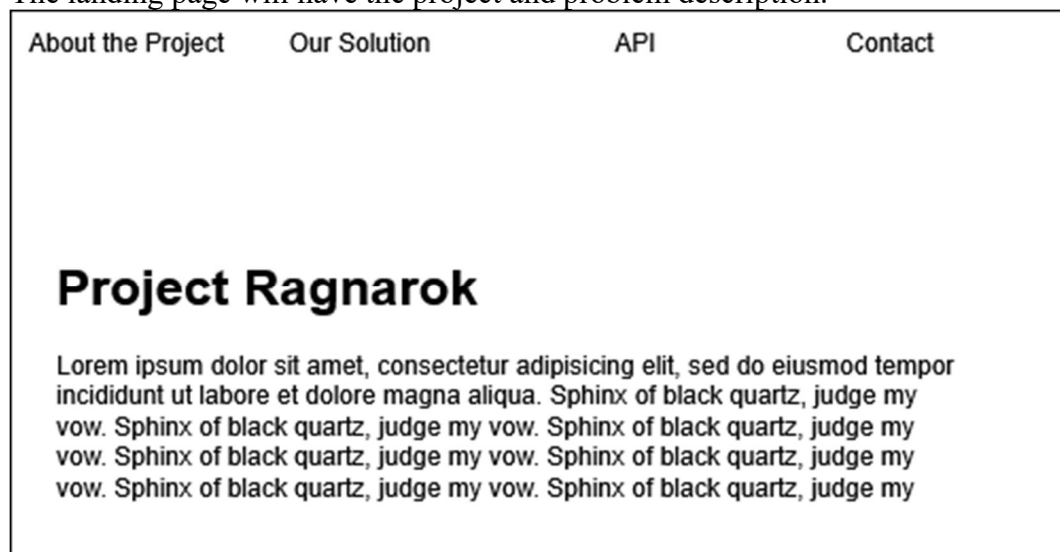 The landing page will have the project and problem description.
About the Project Our Solution API Contact
Project Ragnarok
Lorem ipsum dolor sit amet, consectetur adipisicing elit, sed do eiusmod tempor
incididunt ut labore et dolore magna aliqua. Sphinx of black quartz, judge my
vow. Sphinx of black quartz, judge my vow. Sphinx of black quartz, judge my
vow. Sphinx of black quartz, judge my vow. Sphinx of black quartz, judge my
vow. Sphinx of black quartz, judge my vow. Sphinx of black quartz, judge my